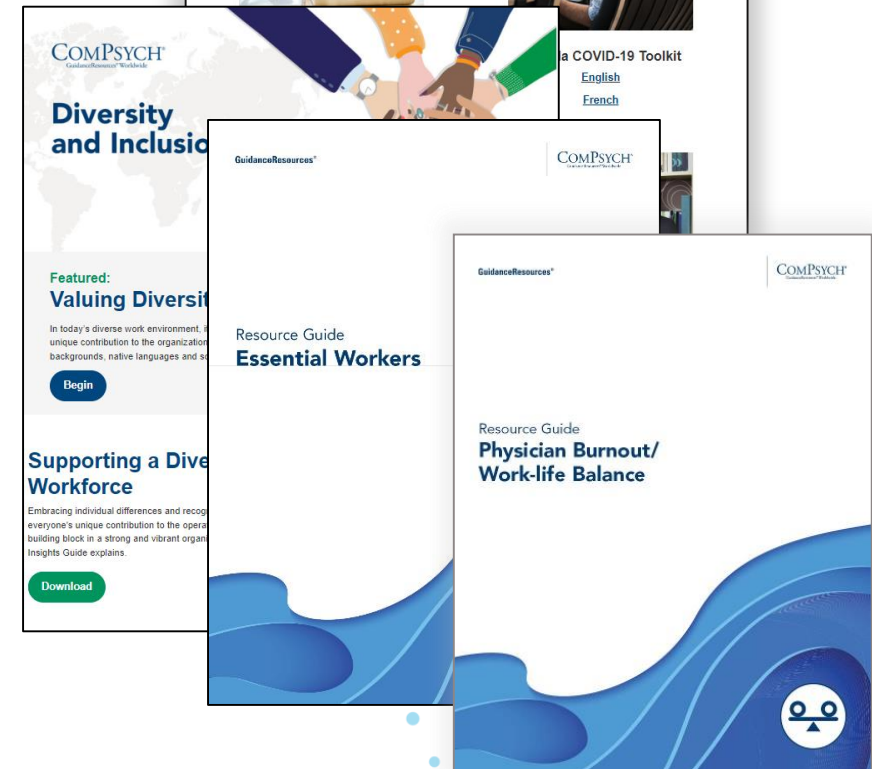 la COVID-19 Toolkit
English
French
COMPSYCH®
GuidanceResources® Worldwide
Diversity
and Inclusio
Featured:
Valuing Diversit
In today's diverse work environment, i
unique contribution to the organization
backgrounds, native languages and so
Begin
Supporting a Dive
Workforce
Embracing individual differences and recog
everyone's unique contribution to the opera
building block in a strong and vibrant organi
Insights Guide explains.
Download
GuidanceResources®
COMPSYCH®
Resource Guide
Essential Workers
GuidanceResources®
COMPSYCH®
Resource Guide
Physician Burnout/
Work-life Balance